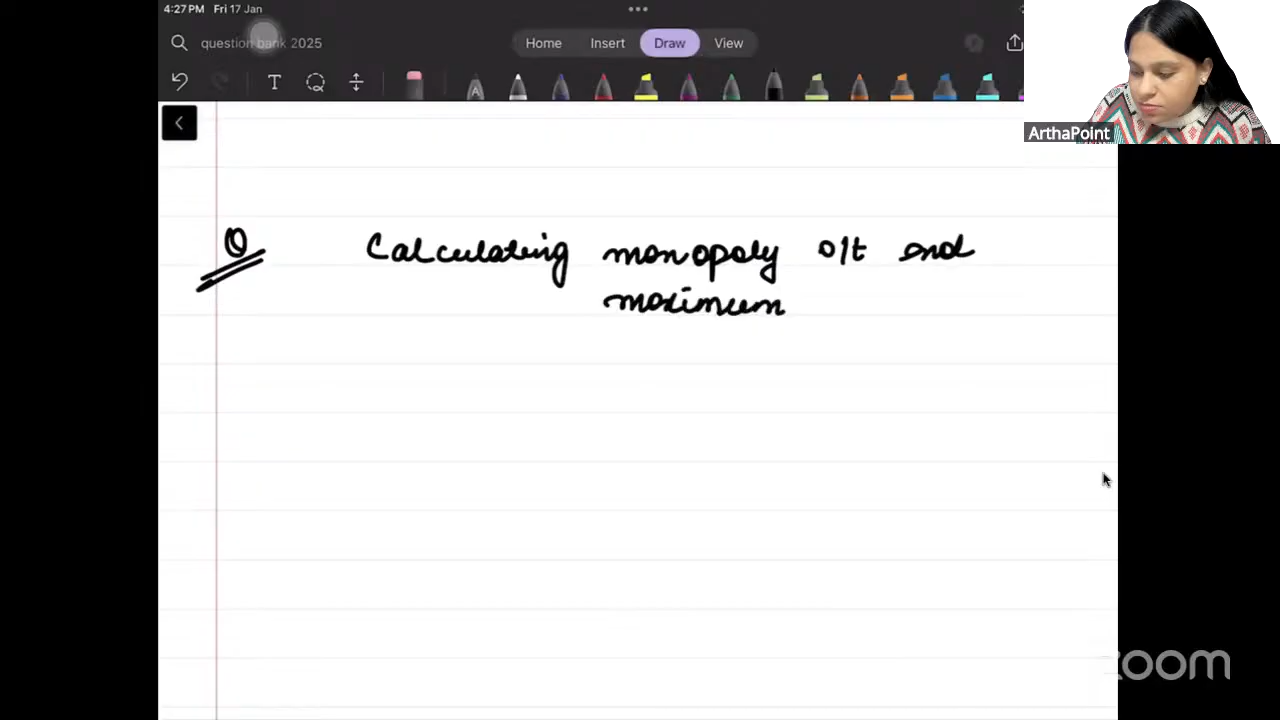 4:27 PM Fri 17 Jan
question bank 2025
Home Insert Draw View
T
A
ArthaPoint
Q Calculating monopoly o/t and
maximum
zoom